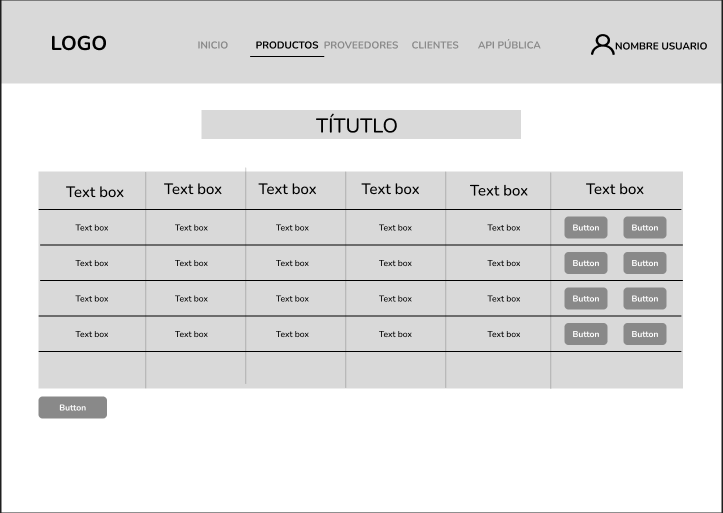 LOGO INICIO PRODUCTOS PROVEEDORES CLIENTES API PÚBLICA NOMBRE USUARIO
TÍTUTLO
Text box Text box Text box Text box Text box Text box
Text box Text box Text box Text box Text box Button Button
Text box Text box Text box Text box Text box Button Button
Text box Text box Text box Text box Text box Button Button
Text box Text box Text box Text box Text box Button Button
Button